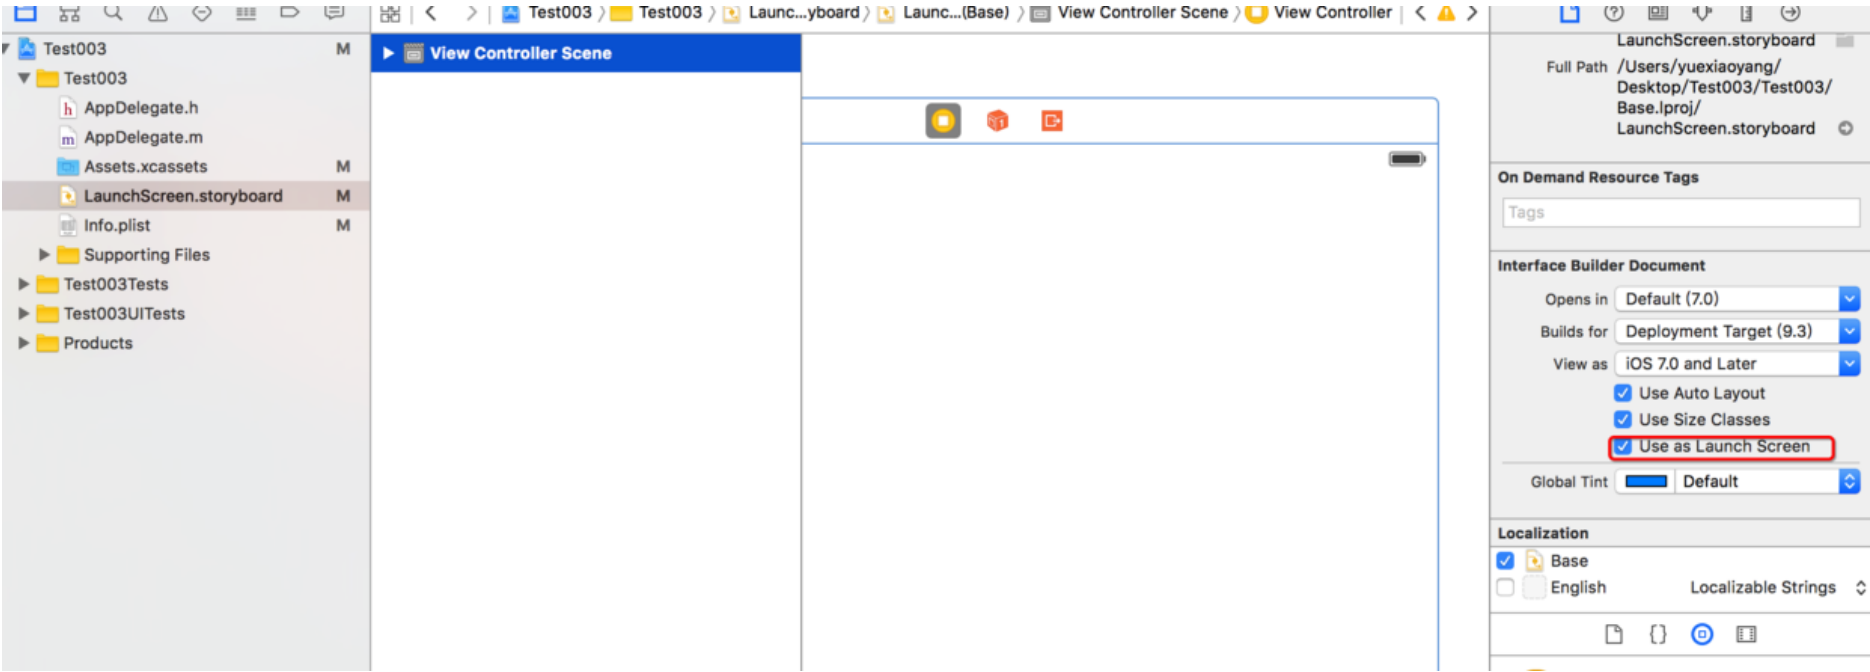 Test003
Test003
Launc...yboard
Launc...(Base)
View Controller Scene
View Controller
Test003 M
Test003
h AppDelegate.h
m AppDelegate.m
Assets.xcassets M
LaunchScreen.storyboard M
Info.plist M
Supporting Files
Test003Tests
Test003UITests
Products
View Controller Scene
LaunchScreen.storyboard
Full Path /Users/yuexiaoyang/
Desktop/Test003/Test003/
Base.lproj/
LaunchScreen.storyboard
On Demand Resource Tags
Tags
Interface Builder Document
Opens in Default (7.0)
Builds for Deployment Target (9.3)
View as iOS 7.0 and Later
Use Auto Layout
Use Size Classes
Use as Launch Screen
Global Tint Default
Localization
Base
English Localizable Strings